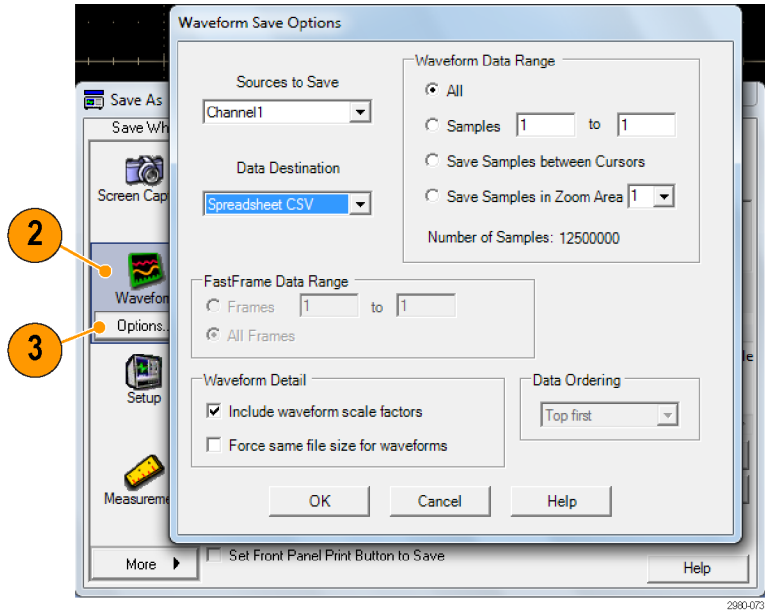 Waveform Save Options
Save As
Save Wh
Screen Cap
2
Waveform
Options..
3
Setup
Measureme
More
Sources to Save
Channel1
Data Destination
Spreadsheet CSV
Waveform Data Range
All
Samples 1 to 1
Save Samples between Cursors
Save Samples in Zoom Area 1
Number of Samples: 12500000
FastFrame Data Range
Frames 1 to 1
All Frames
Waveform Detail
Include waveform scale factors
Force same file size for waveforms
Data Ordering
Top first
OK Cancel Help
le
Set Front Panel Print Button to Save
Help
2980-073